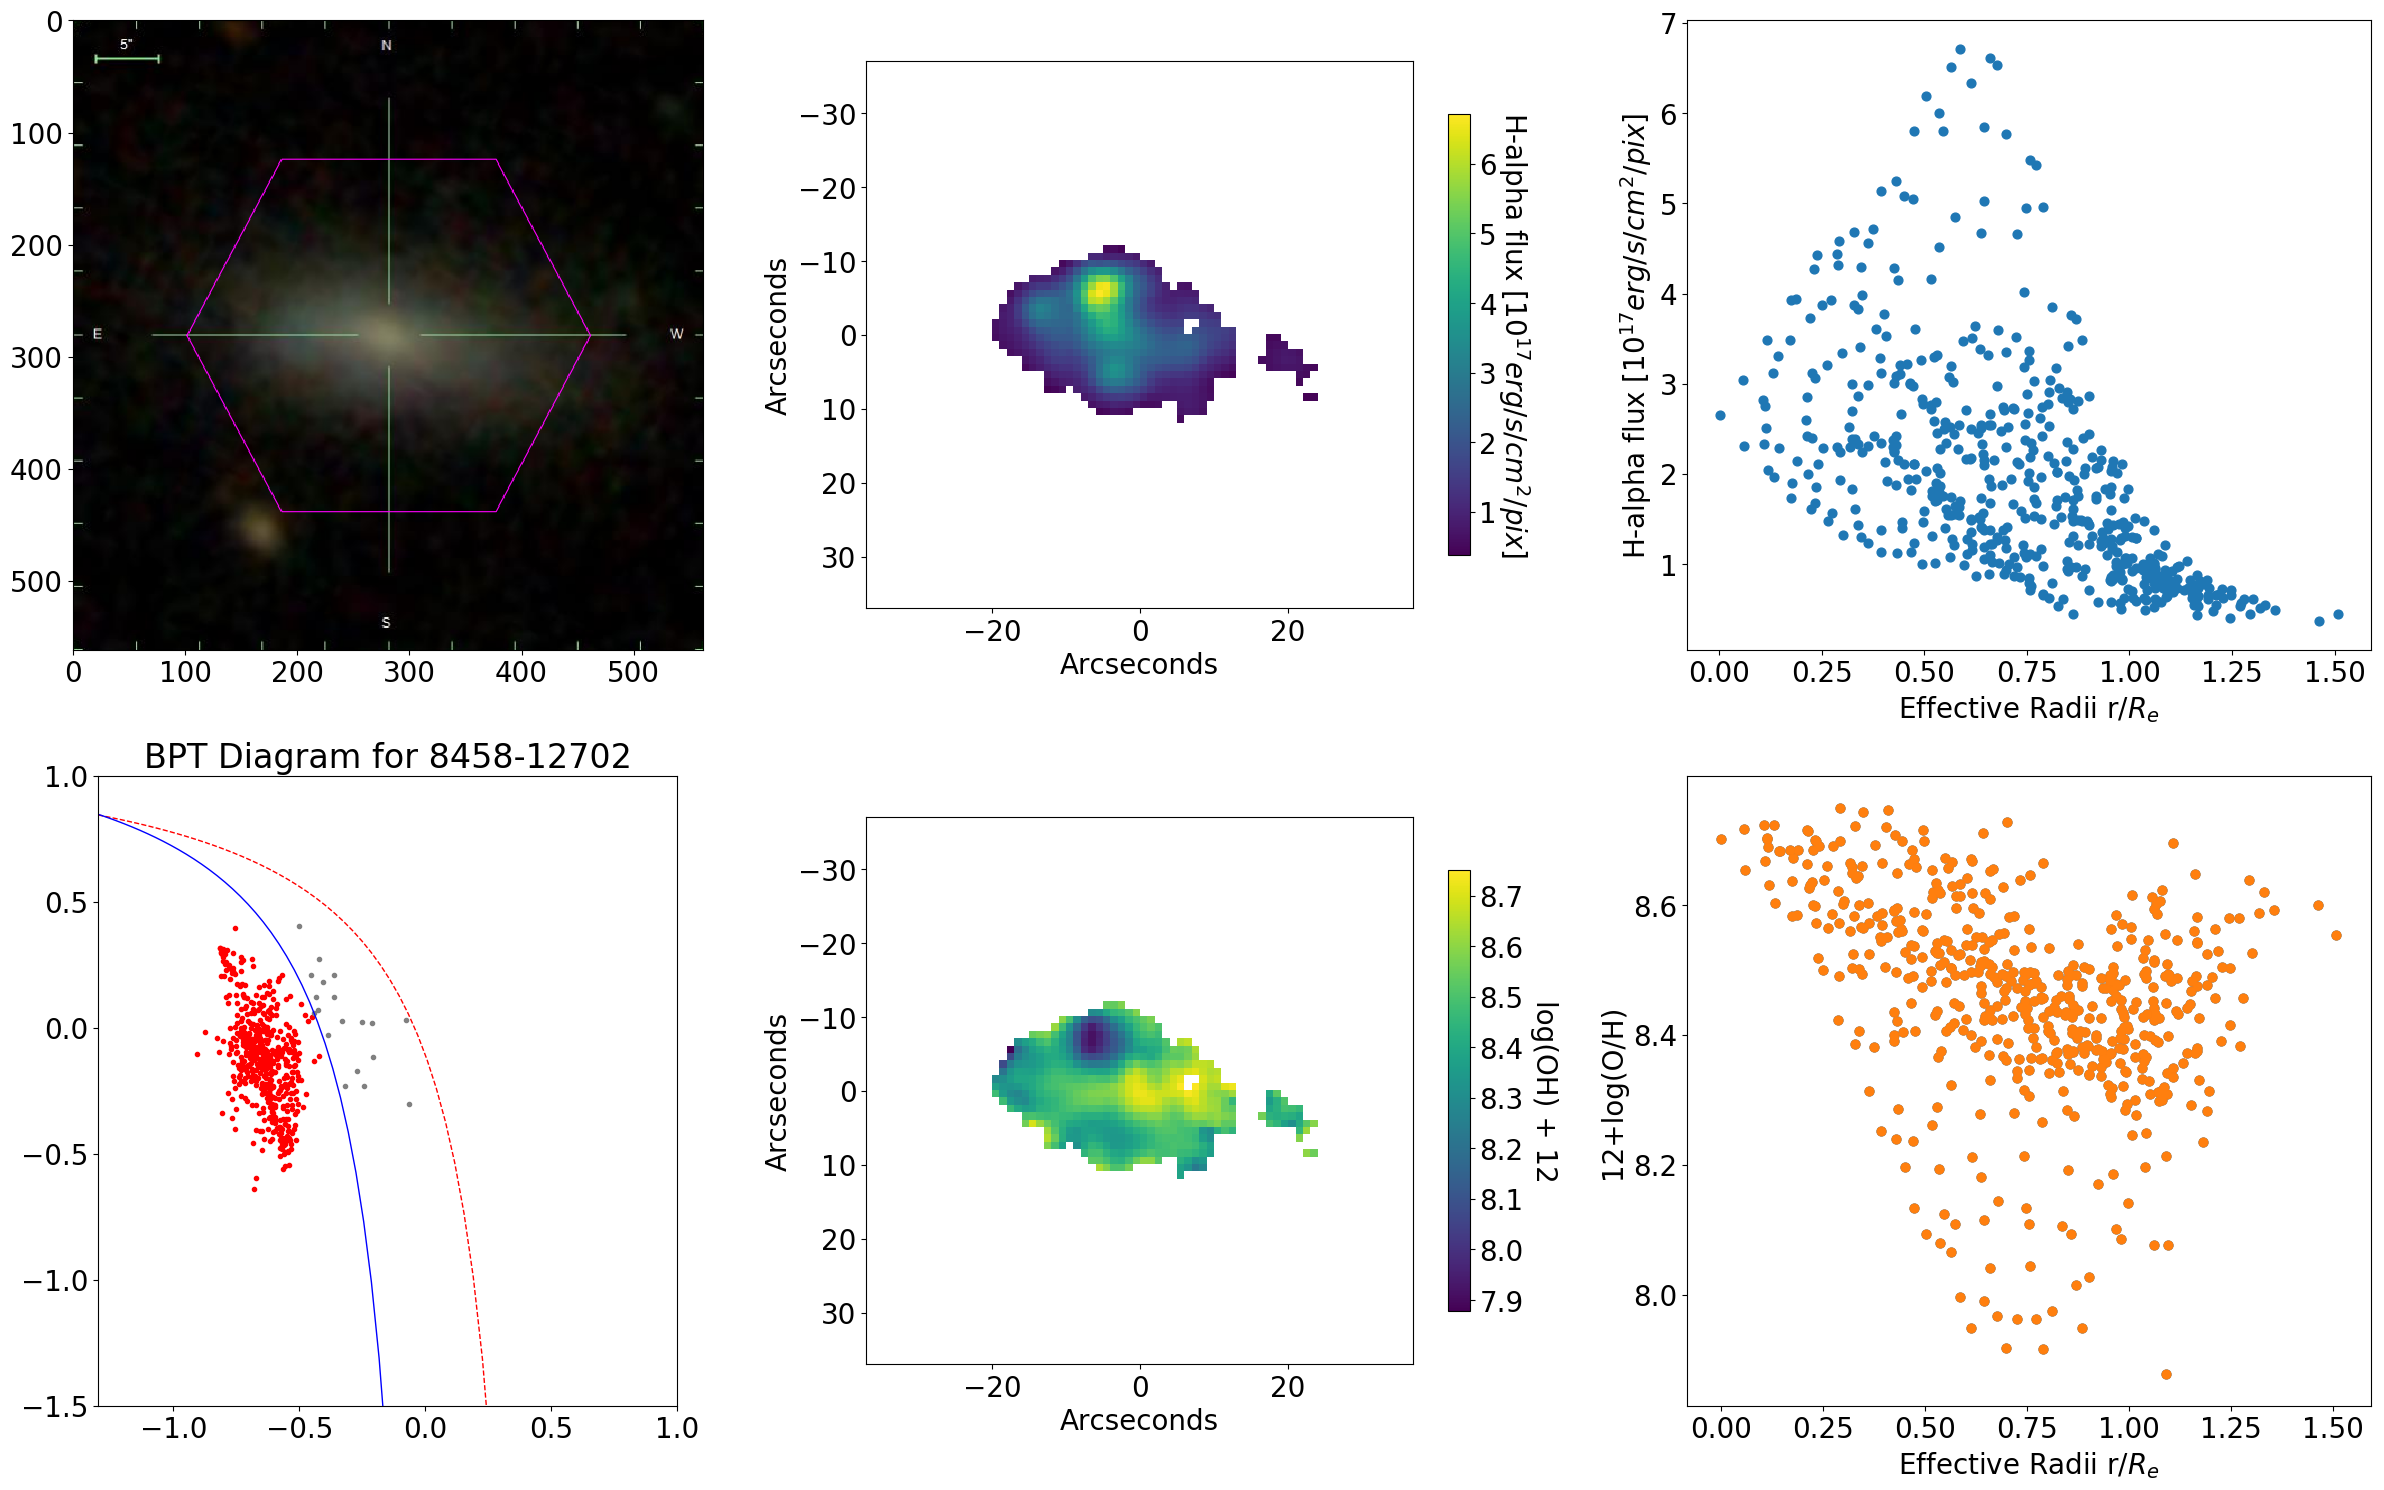 0
100
200
300
400
500
0 100 200 300 400 500
5"
N
E
W
S
−30
−20
−10
0
10
20
30
−20 0 20
Arcseconds
Arcseconds
6
5
4
3
2
1
H-alpha flux [10^17 erg/s/cm^2/pix]
7
6
5
4
3
2
1
H-alpha flux [10^17 erg/s/cm^2/pix]
0.00 0.25 0.50 0.75 1.00 1.25 1.50
Effective Radii r/R_e
BPT Diagram for 8458-12702
1.0
0.5
0.0
−0.5
−1.0
−1.5
−1.0 −0.5 0.0 0.5 1.0
−30
−20
−10
0
10
20
30
−20 0 20
Arcseconds
Arcseconds
8.7
8.6
8.5
8.4
8.3
8.2
8.1
8.0
7.9
log(OH) + 12
8.6
8.4
8.2
8.0
12+log(O/H)
0.00 0.25 0.50 0.75 1.00 1.25 1.50
Effective Radii r/R_e